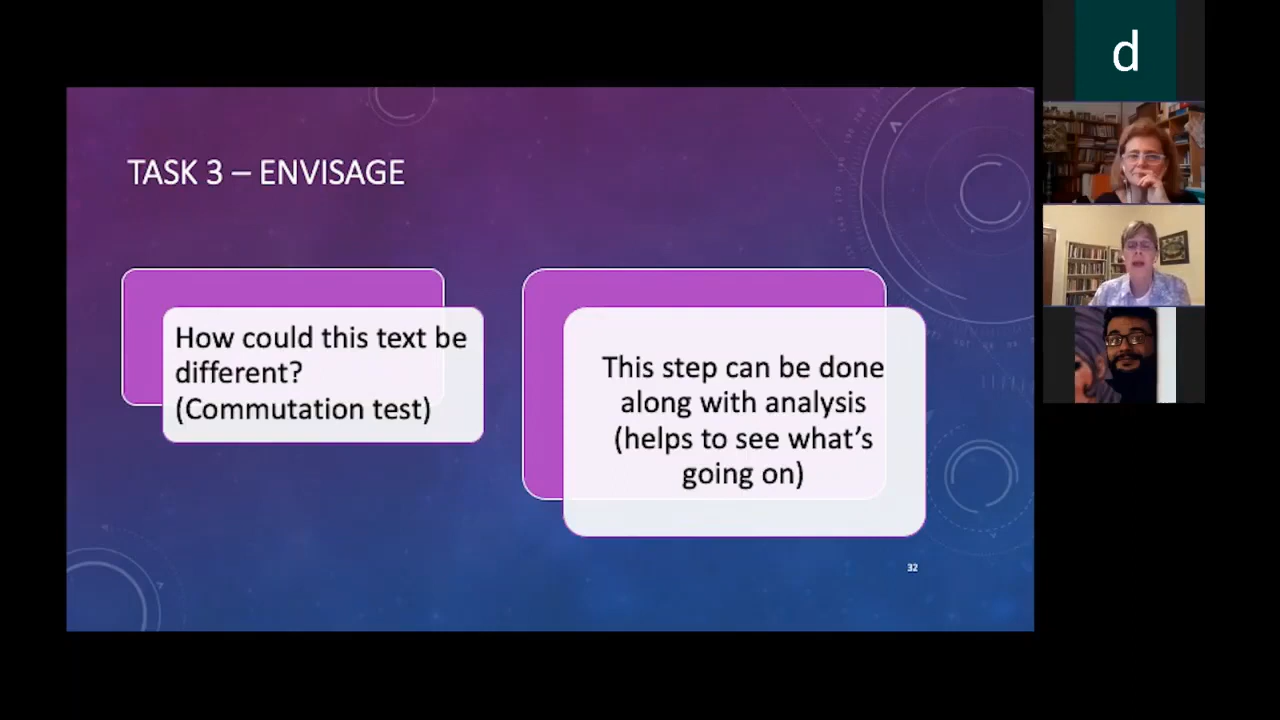 TASK 3 – ENVISAGE
How could this text be
different?
(Commutation test)
This step can be done
along with analysis
(helps to see what's
going on)
32
d